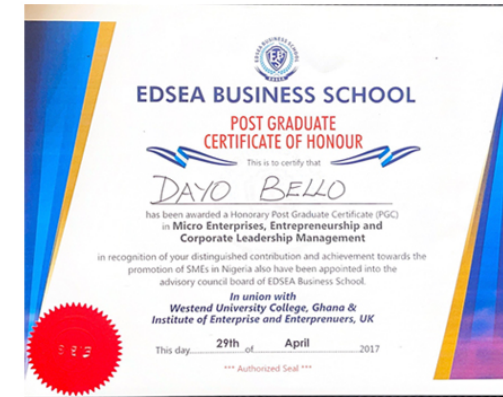 EDSEA BUSINESS SCHOOL
POST GRADUATE
CERTIFICATE OF HONOUR
This is to certify that
DAYO BELLO
has been awarded a Honorary Post Graduate Certificate (PGC)
in Micro Enterprises, Entrepreneurship and
Corporate Leadership Management
in recognition of your distinguished contribution and achievement towards the
promotion of SMEs in Nigeria also have been appointed into the
advisory council board of EDSEA Business School.
In union with
Westend University College, Ghana &
Institute of Enterprise and Enterprenuers, UK
This day 29th of April 2017
*** Authorized Seal ***